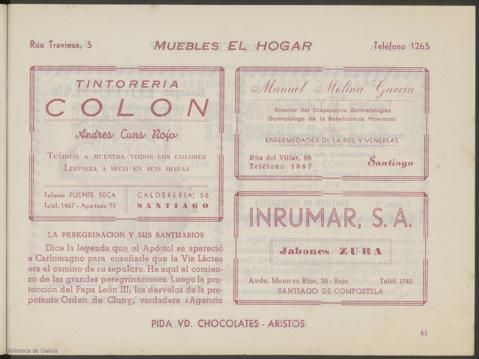 Rúa Traviesa, 5 MUEBLES EL HOGAR Teléfono 1265
TINTORERIA
COLON
Andres Cuns Rojo
TEÑIDOS A MUESTRA TODOS LOS COLORES
LIMPIEZA A SECO EN SEIS HORAS
Talleres PUENTE SECA
Teléf. 1467 - Apartado 93
CALDERERIA, 58
SANTIAGO
Manuel Molina García
Director del Dispensario Dermatológico
Dermatólogo de la Beneficencia Provincial
ENFERMEDADES DE LA PIEL Y VENEREAS
Rúa del Villar, 68
Teléfono 1067
Santiago
INRUMAR, S. A.
Jabones ZURA
Avda. Montero Ríos, 30 - Bajo Teléf. 1742
SANTIAGO DE COMPOSTELA
LA PEREGRINACION Y SUS SANTUARIOS
Dice la leyenda que el Apóstol se apareció
a Carlomagno para enseñarle que la Vía Láctea
era el camino de su sepulcro. He aquí el comien-
zo de las grandes peregrinaciones. Luego la pro-
tección del Papa León III; los desvelos de la pre-
potente Orden de Cluny, verdadera «Agencis
PIDA VD. CHOCOLATES - ARISTOS
45
Biblioteca de Galicia